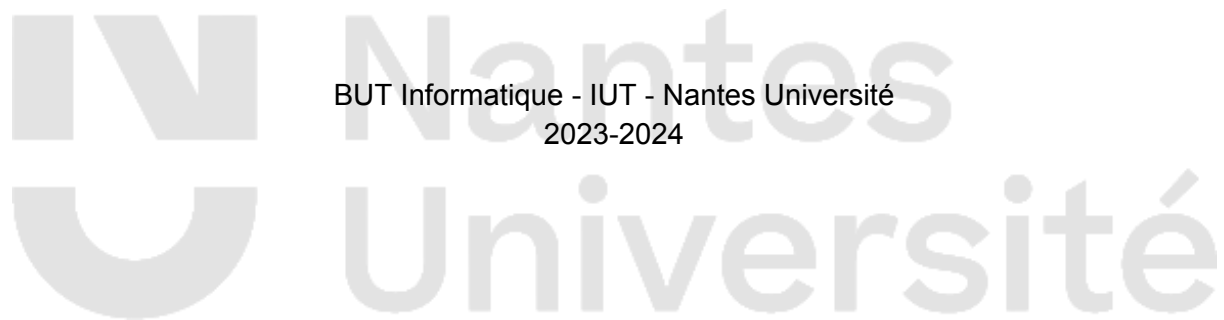 Nantes
BUT Informatique - IUT - Nantes Université
2023-2024
Université